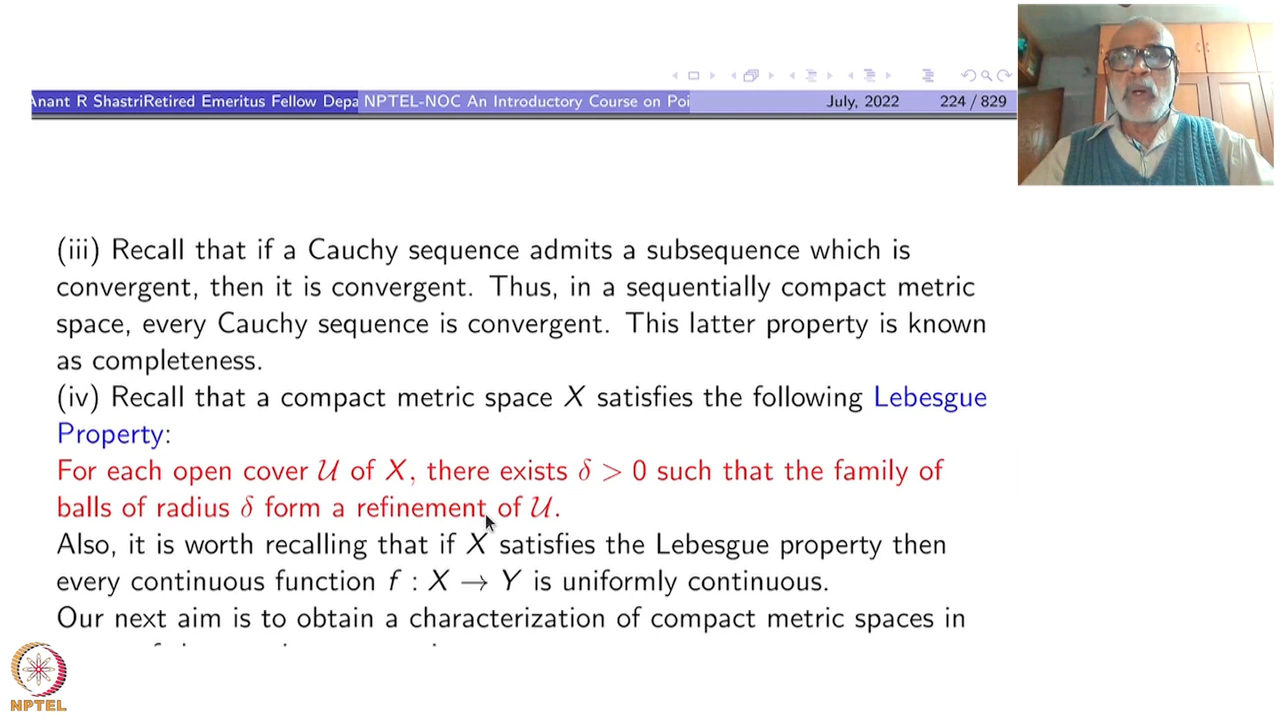 Anant R ShastriRetired Emeritus Fellow Depa NPTEL-NOC An Introductory Course on Poi July, 2022 224 / 829
(iii) Recall that if a Cauchy sequence admits a subsequence which is
convergent, then it is convergent. Thus, in a sequentially compact metric
space, every Cauchy sequence is convergent. This latter property is known
as completeness.
(iv) Recall that a compact metric space X satisfies the following Lebesgue
Property:
For each open cover 𝒰 of X, there exists δ > 0 such that the family of
balls of radius δ form a refinement of 𝒰.
Also, it is worth recalling that if X satisfies the Lebesgue property then
every continuous function f : X → Y is uniformly continuous.
Our next aim is to obtain a characterization of compact metric spaces in
NPTEL